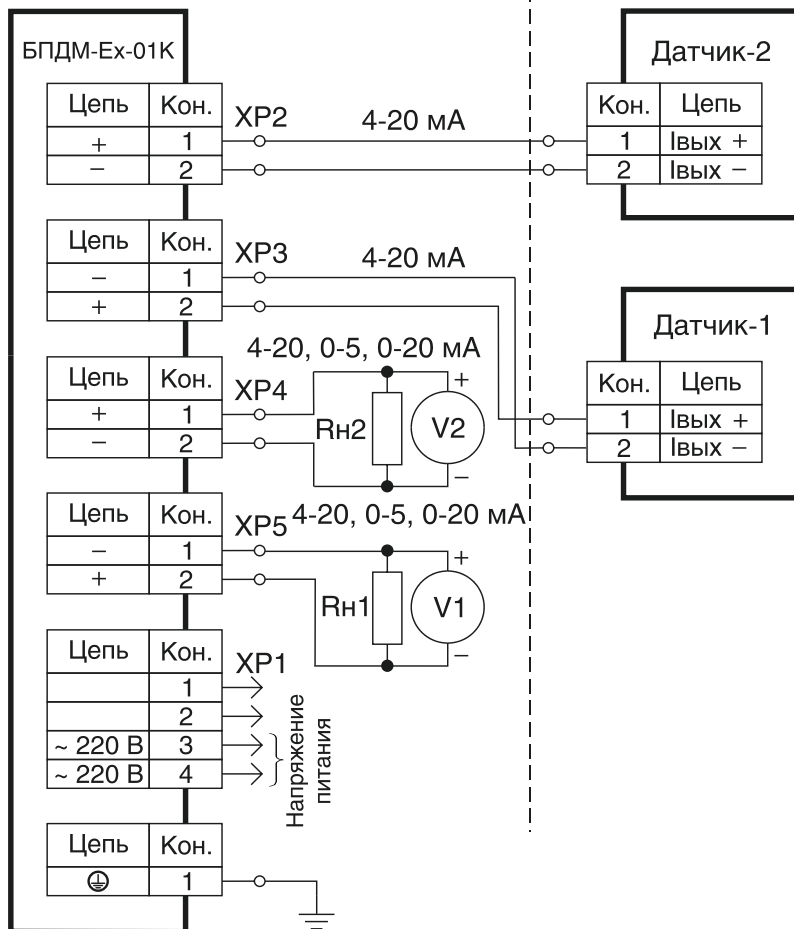 БПДМ-Ex-01К
Цепь Кон.
+ 1
− 2
XP2
4-20 мА
Датчик-2
Кон. Цепь
1 Iвых +
2 Iвых −
Цепь Кон.
− 1
+ 2
XP3
4-20 мА
Датчик-1
Кон. Цепь
1 Iвых +
2 Iвых −
4-20, 0-5, 0-20 мА
Цепь Кон.
+ 1
− 2
XP4
Rн2
V2
+
−
4-20, 0-5, 0-20 мА
Цепь Кон.
− 1
+ 2
XP5
Rн1
V1
+
−
Цепь Кон.
1
2
~ 220 В 3
~ 220 В 4
XP1
Напряжение
питания
Цепь Кон.
1